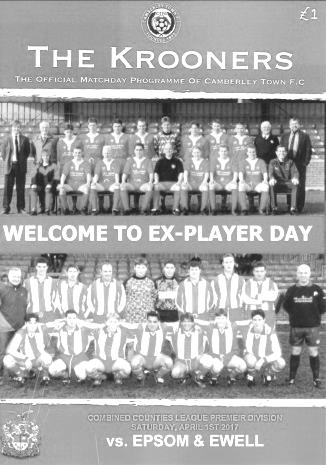 £1
THE KROONERS
THE OFFICIAL MATCHDAY PROGRAMME OF CAMBERLEY TOWN F.C
WELCOME TO EX-PLAYER DAY
COMBINED COUNTIES LEAGUE PREMEIR DIVISION
SATURDAY, APRIL 1ST 2017
vs. EPSOM & EWELL